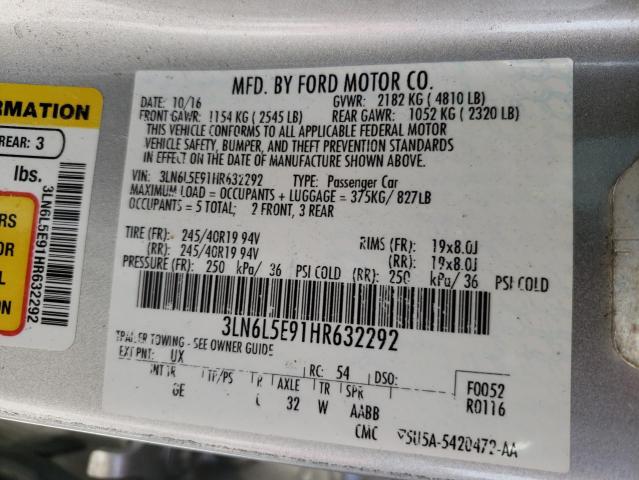 MFD. BY FORD MOTOR CO.
DATE: 10/16 GVWR: 2182 KG ( 4810 LB)
FRONT GAWR: 1154 KG ( 2545 LB) REAR GAWR: 1052 KG ( 2320 LB)
THIS VEHICLE CONFORMS TO ALL APPLICABLE FEDERAL MOTOR
VEHICLE SAFETY, BUMPER, AND THEFT PREVENTION STANDARDS
IN EFFECT ON THE DATE OF MANUFACTURE SHOWN ABOVE.
VIN: 3LN6L5E91HR632292 TYPE: Passenger Car
MAXIMUM LOAD = OCCUPANTS + LUGGAGE = 375KG/ 827LB
OCCUPANTS = 5 TOTAL; 2 FRONT, 3 REAR
TIRE (FR): 245/40R19 94V RIMS (FR): 19x8.0J
(RR): 245/40R19 94V (RR): 19x8.0J
PRESSURE (FR): 250 kPa/ 36 PSI COLD (RR): 250 kPa/ 36 PSI COLD
3LN6L5E91HR632292
TRAILER TOWING - SEE OWNER GUIDE
EXT PNT: UX RC: 54 DSO:
INT TR TP/PS R AXLE TR SPR F0052
GE 32 W AABB R0116
CMC SU5A-5420472-AA
ORMATION
REAR: 3
lbs.
3LN6L5E91HR632292
RS
OR
L
ON